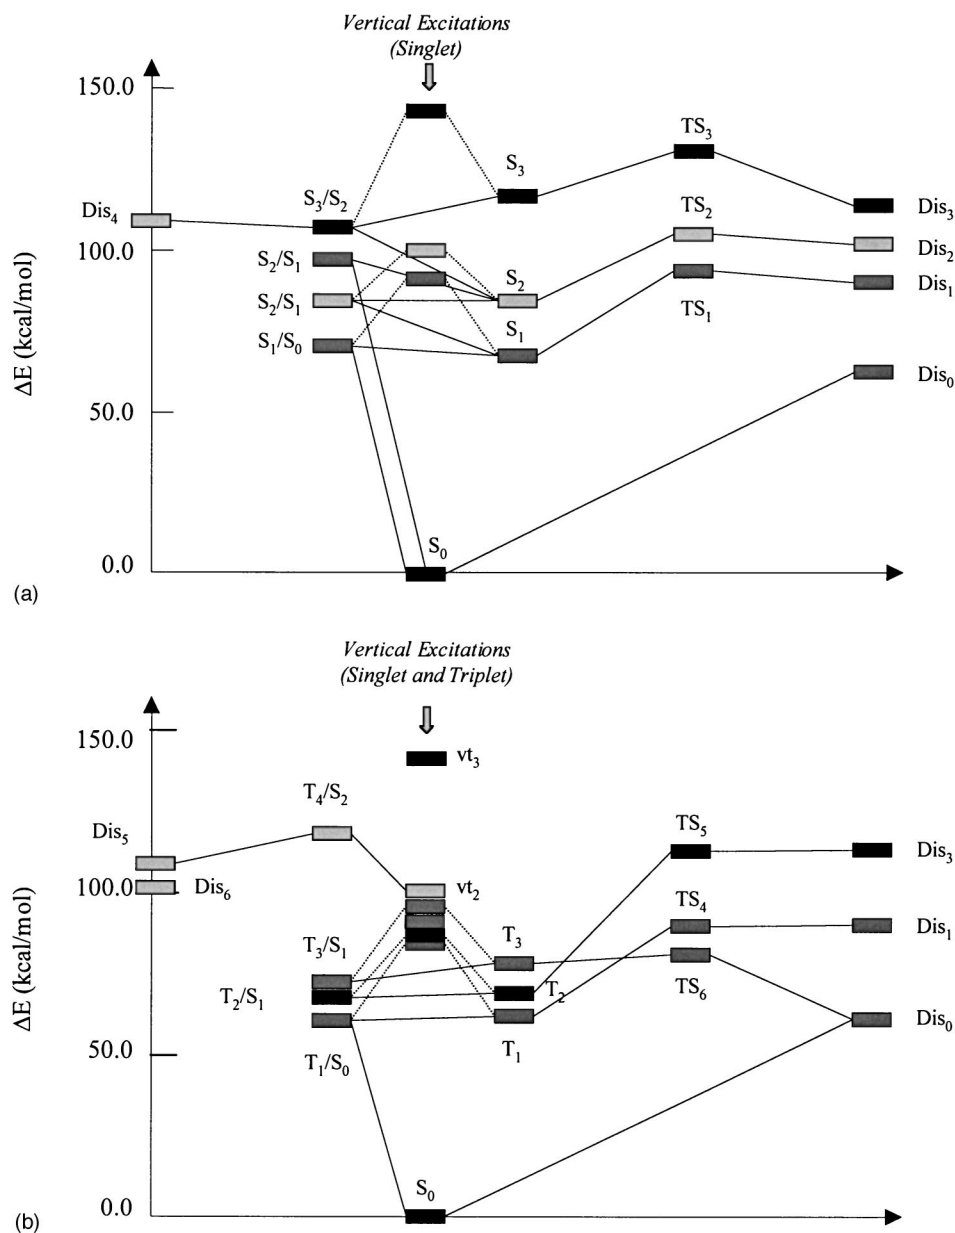 Vertical Excitations
(Singlet)
150.0
TS₃
S₃
S₃/S₂
Dis₄
Dis₃
TS₂
100.0
Dis₂
S₂/S₁
S₂
Dis₁
S₂/S₁
TS₁
S₁
S₁/S₀
Dis₀
ΔE (kcal/mol)
50.0
S₀
0.0
(a)
Vertical Excitations
(Singlet and Triplet)
150.0
vt₃
T₄/S₂
TS₅
Dis₅
Dis₃
100.0
Dis₆
vt₂
TS₄
Dis₁
T₃/S₁
T₃
T₂/S₁
T₂
TS₆
ΔE (kcal/mol)
Dis₀
50.0
T₁/S₀
T₁
S₀
0.0
(b)